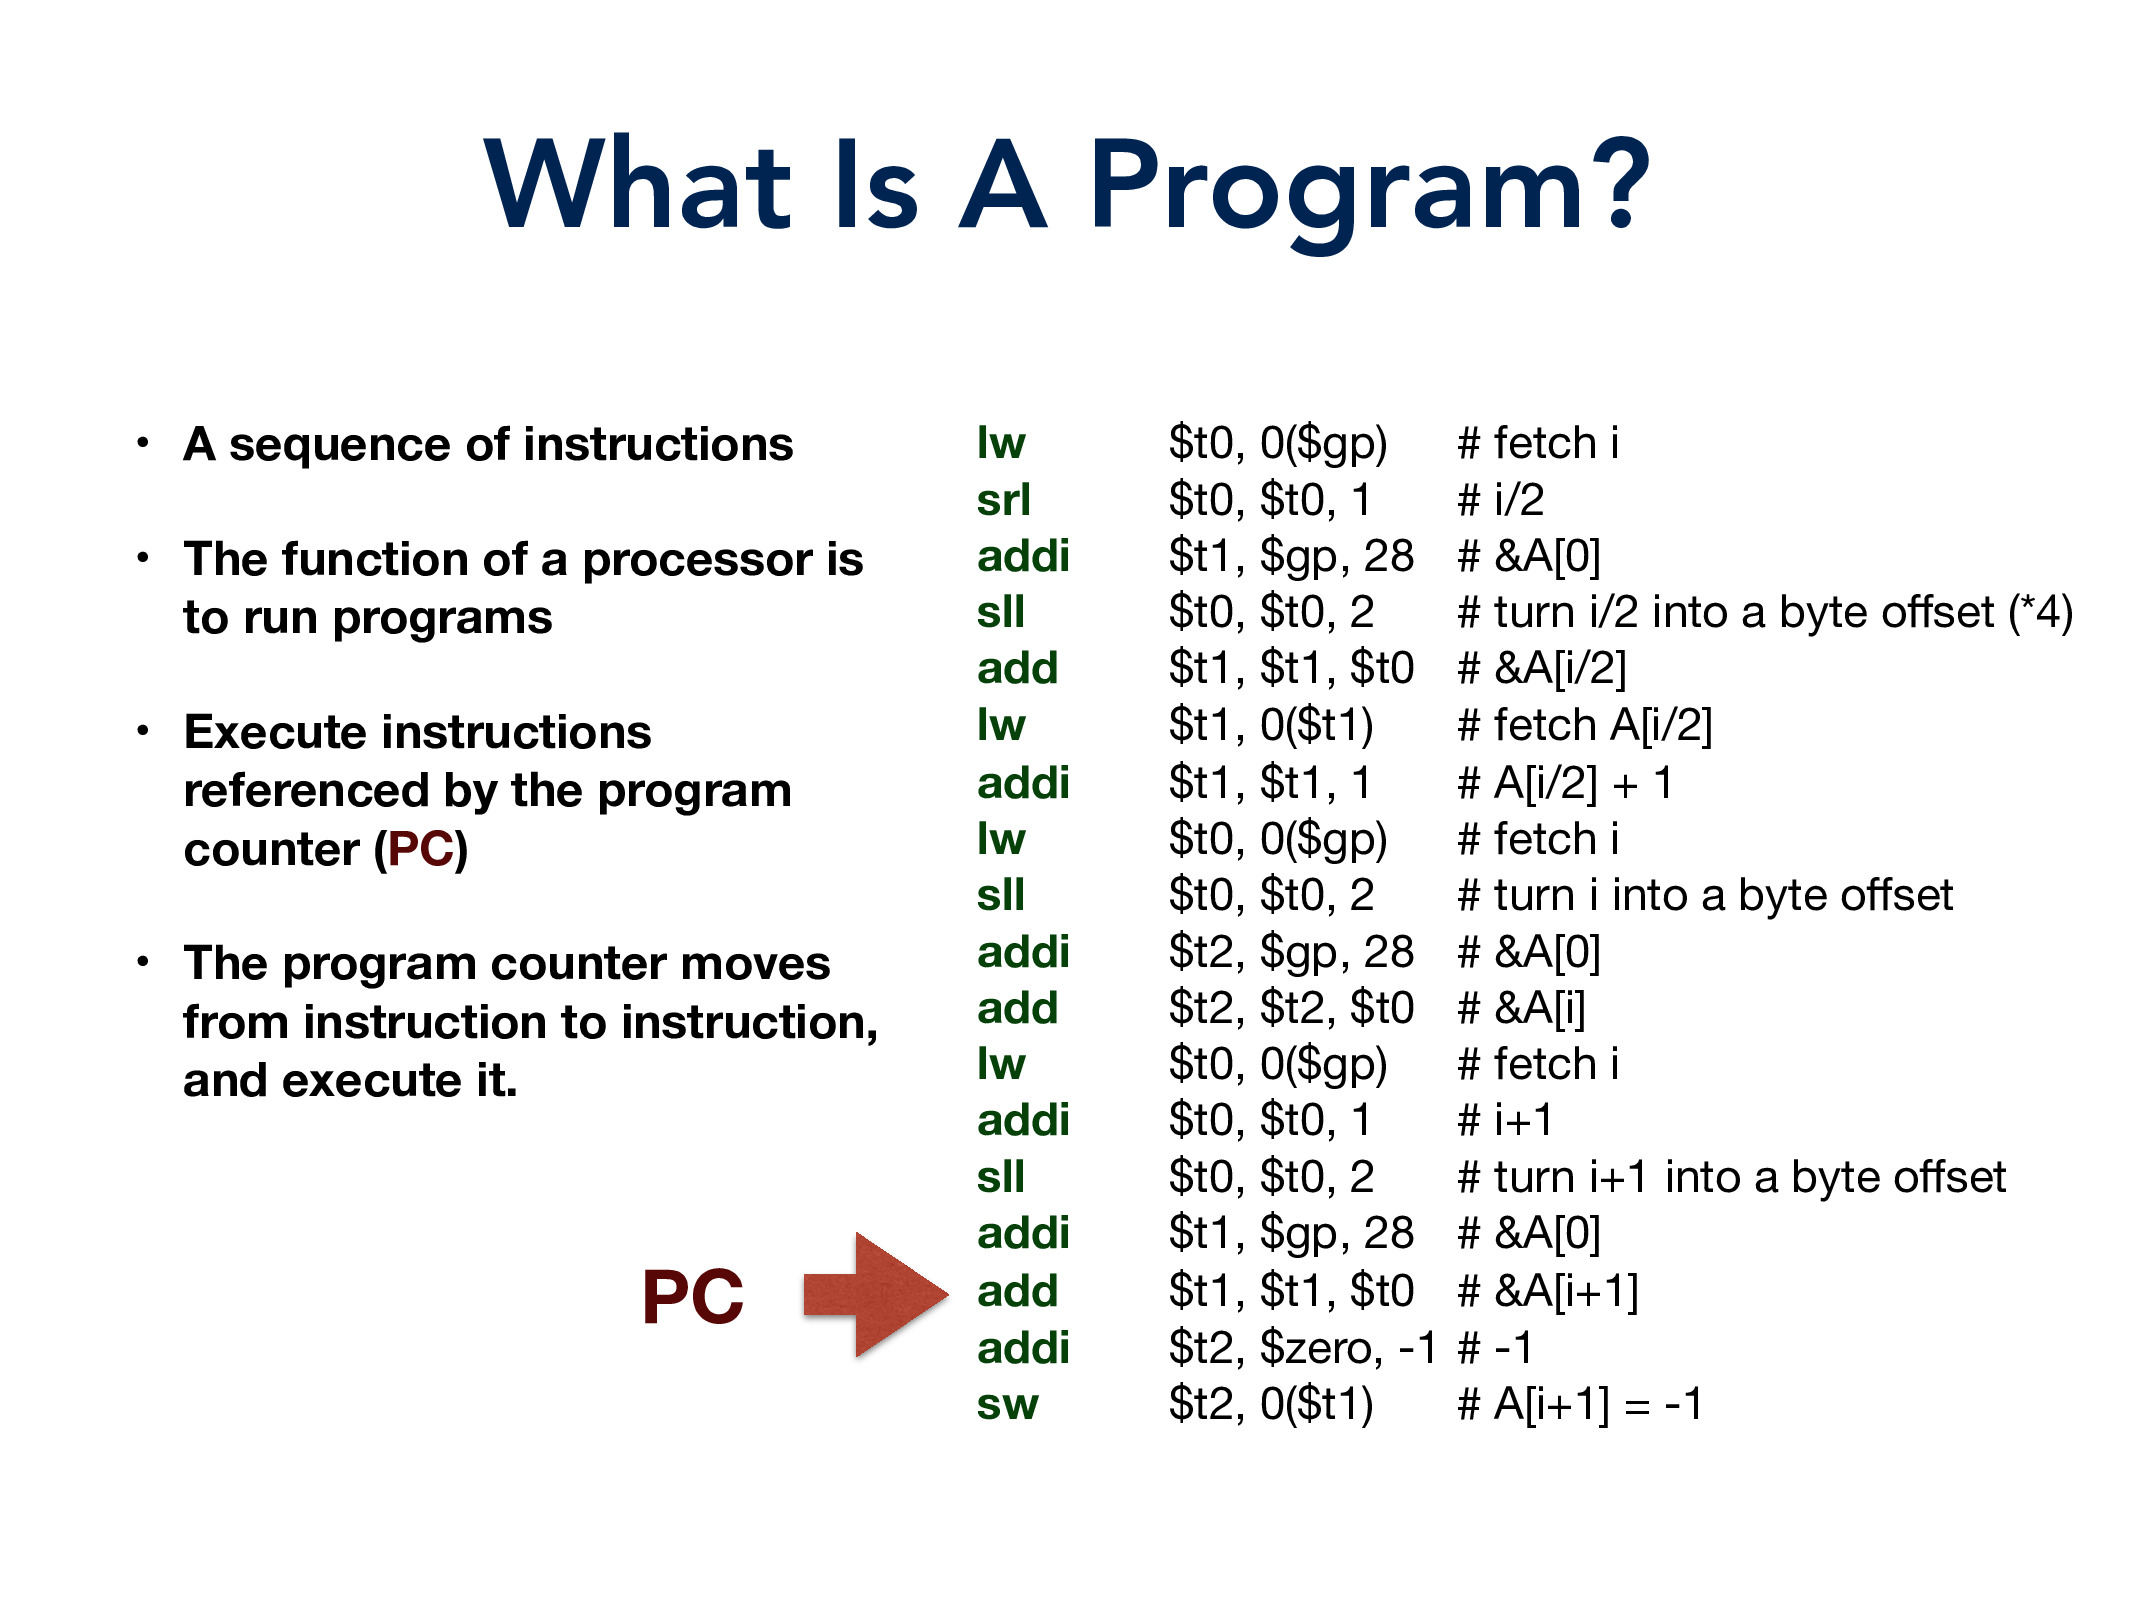 What Is A Program?
• A sequence of instructions
• The function of a processor is
to run programs
• Execute instructions
referenced by the program
counter (PC)
• The program counter moves
from instruction to instruction,
and execute it.
PC
lw $t0, 0($gp) # fetch i
srl $t0, $t0, 1 # i/2
addi $t1, $gp, 28 # &A[0]
sll $t0, $t0, 2 # turn i/2 into a byte offset (*4)
add $t1, $t1, $t0 # &A[i/2]
lw $t1, 0($t1) # fetch A[i/2]
addi $t1, $t1, 1 # A[i/2] + 1
lw $t0, 0($gp) # fetch i
sll $t0, $t0, 2 # turn i into a byte offset
addi $t2, $gp, 28 # &A[0]
add $t2, $t2, $t0 # &A[i]
lw $t0, 0($gp) # fetch i
addi $t0, $t0, 1 # i+1
sll $t0, $t0, 2 # turn i+1 into a byte offset
addi $t1, $gp, 28 # &A[0]
add $t1, $t1, $t0 # &A[i+1]
addi $t2, $zero, -1 # -1
sw $t2, 0($t1) # A[i+1] = -1